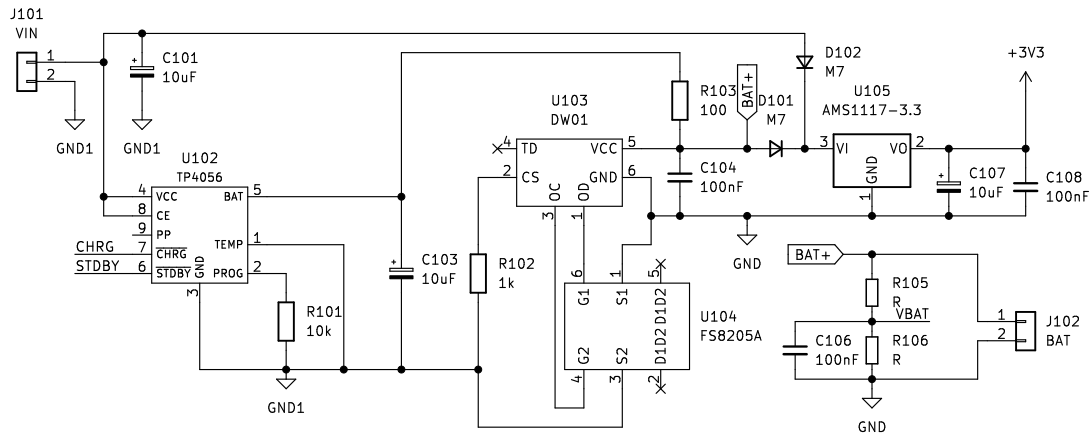 J101
VIN
1
2
GND1
+
C101
10uF
GND1
U102
TP4056
4
VCC
8
CE
9
PP
CHRG
7
CHRG
STDBY
6
STDBY
GND
3
BAT
5
TEMP
1
PROG
2
R101
10k
GND1
+
C103
10uF
R102
1k
U103
DW01
4
TD
2
CS
OC
3
OD
1
VCC
5
GND
6
R103
100
C104
100nF
BAT+
D101
M7
D102
M7
U105
AMS1117-3.3
3
VI
VO
2
GND
1
+3V3
+
C107
10uF
C108
100nF
GND
6
G1
1
S1
5
D1D2
U104
FS8205A
G2
4
S2
3
D1D2
2
BAT+
R105
R
VBAT
C106
100nF
R106
R
GND
1
2
J102
BAT